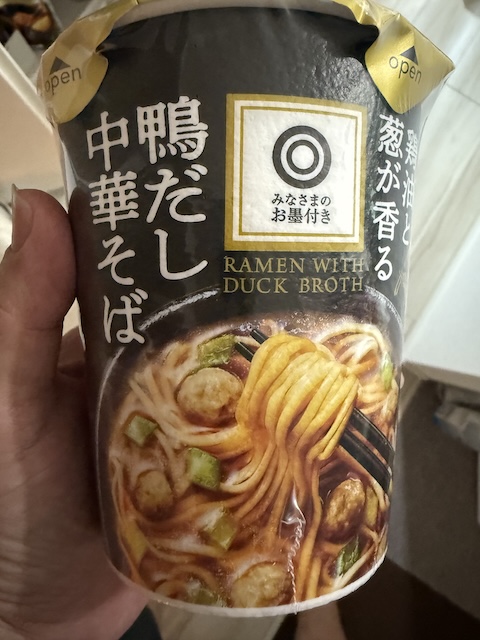 open
open
鶏油と
葱が香る
みなさまの
お墨付き
鴨だし
中華そば
RAMEN WITH
DUCK BROTH